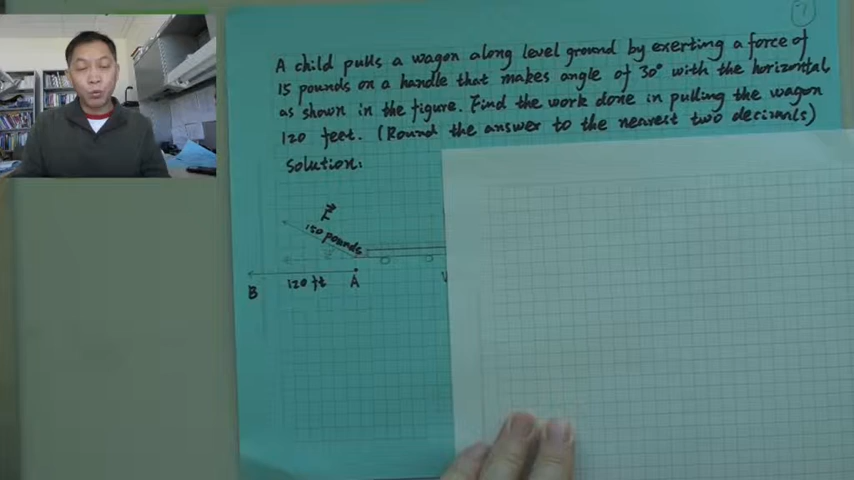 A child pulls a wagon along level ground by exerting a force of
15 pounds on a handle that makes angle of 30° with the horizontal
as shown in the figure. Find the work done in pulling the wagon
120 feet. (Round the answer to the nearest two decimals)
Solution:
F
150 pounds
B 120 ft A